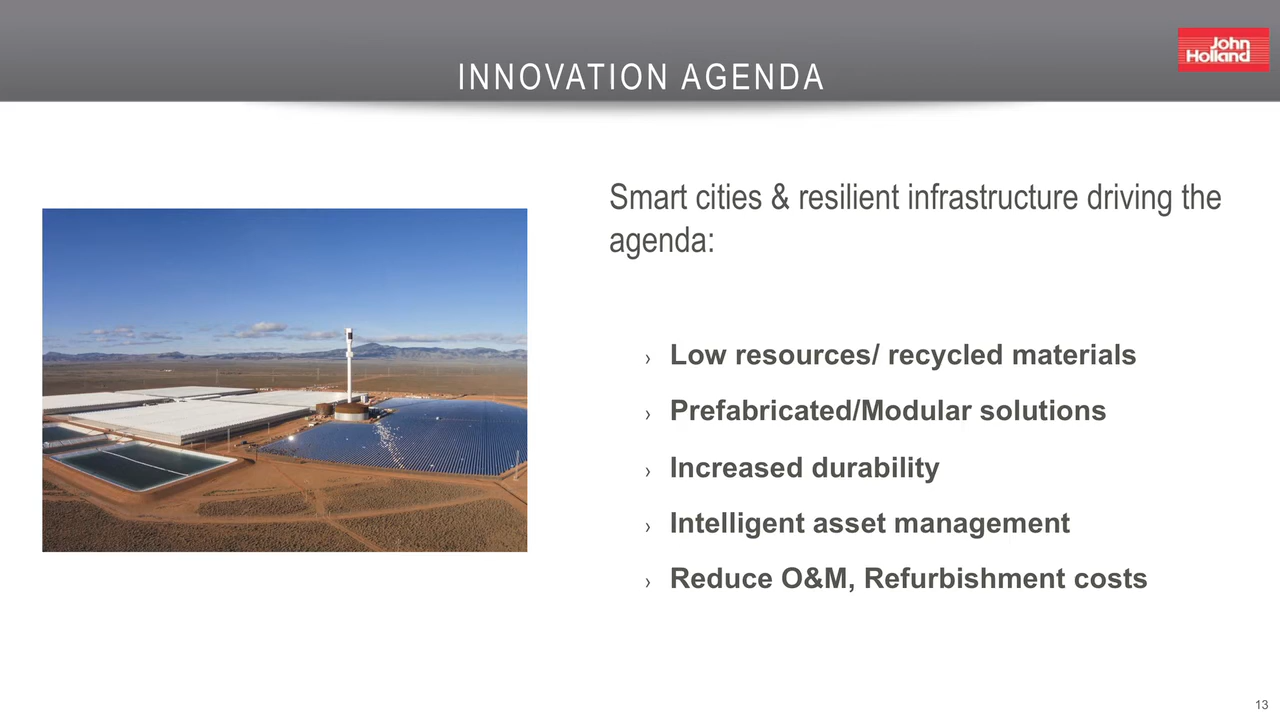 John
Holland
INNOVATION AGENDA
Smart cities & resilient infrastructure driving the
agenda:
› Low resources/ recycled materials
› Prefabricated/Modular solutions
› Increased durability
› Intelligent asset management
› Reduce O&M, Refurbishment costs
13